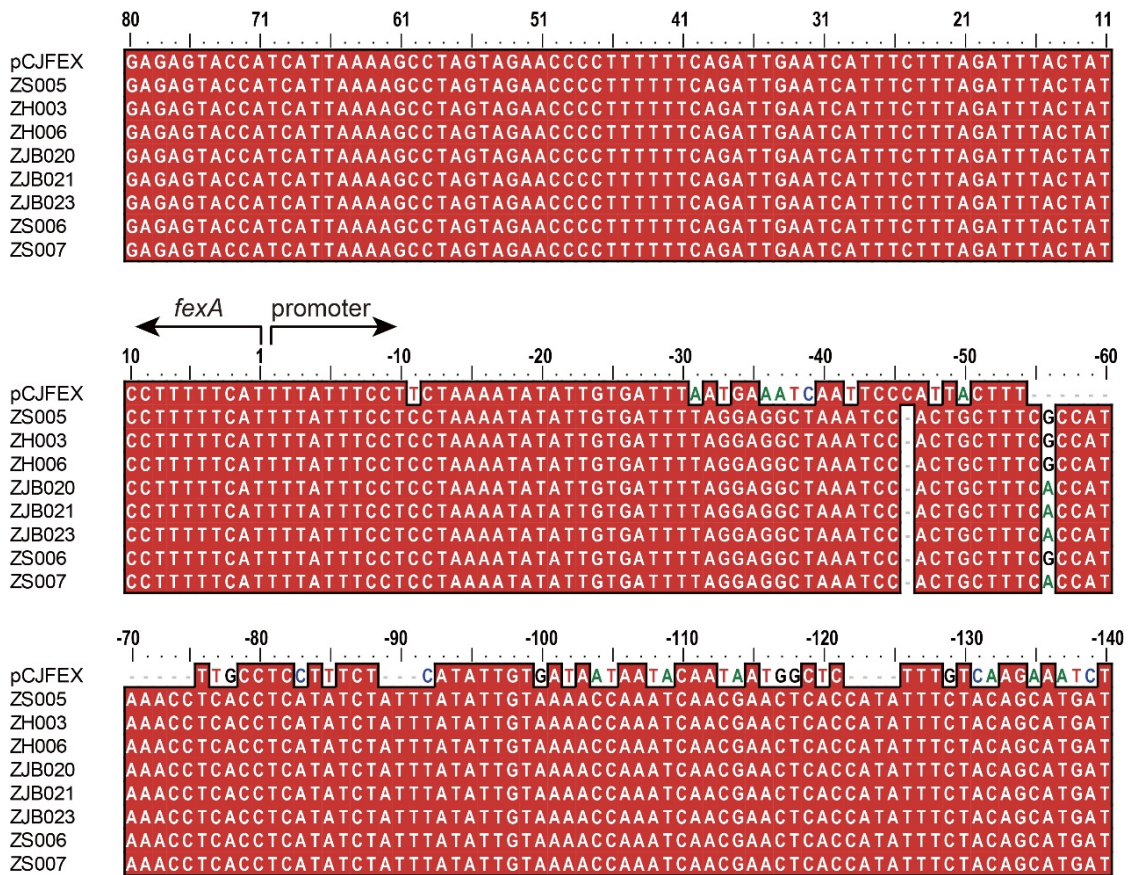 80 71 61 51 41 31 21 11
pCJFEX GAGAGTACCATCATTAAAAGCCTAGTAGAACCCCTTTTTTCAGATTGAATCATTTCTTTAGATTTACTAT
ZS005 GAGAGTACCATCATTAAAAGCCTAGTAGAACCCCTTTTTTCAGATTGAATCATTTCTTTAGATTTACTAT
ZH003 GAGAGTACCATCATTAAAAGCCTAGTAGAACCCCTTTTTTCAGATTGAATCATTTCTTTAGATTTACTAT
ZH006 GAGAGTACCATCATTAAAAGCCTAGTAGAACCCCTTTTTTCAGATTGAATCATTTCTTTAGATTTACTAT
ZJB020 GAGAGTACCATCATTAAAAGCCTAGTAGAACCCCTTTTTTCAGATTGAATCATTTCTTTAGATTTACTAT
ZJB021 GAGAGTACCATCATTAAAAGCCTAGTAGAACCCCTTTTTTCAGATTGAATCATTTCTTTAGATTTACTAT
ZJB023 GAGAGTACCATCATTAAAAGCCTAGTAGAACCCCTTTTTTCAGATTGAATCATTTCTTTAGATTTACTAT
ZS006 GAGAGTACCATCATTAAAAGCCTAGTAGAACCCCTTTTTTCAGATTGAATCATTTCTTTAGATTTACTAT
ZS007 GAGAGTACCATCATTAAAAGCCTAGTAGAACCCCTTTTTTCAGATTGAATCATTTCTTTAGATTTACTAT
fexA promoter
10 1 -10 -20 -30 -40 -50 -60
pCJFEX CCTTTTTCATTTTATTTCCTTCTAAAATATATTGTGATTTAATGAAATCAATTCCCATTACTTT------
ZS005 CCTTTTTCATTTTATTTCCTCCTAAAATATATTGTGATTTTAGGAGGCTAAATCC-ACTGCTTTCGCCAT
ZH003 CCTTTTTCATTTTATTTCCTCCTAAAATATATTGTGATTTTAGGAGGCTAAATCC-ACTGCTTTCGCCAT
ZH006 CCTTTTTCATTTTATTTCCTCCTAAAATATATTGTGATTTTAGGAGGCTAAATCC-ACTGCTTTCGCCAT
ZJB020 CCTTTTTCATTTTATTTCCTCCTAAAATATATTGTGATTTTAGGAGGCTAAATCC-ACTGCTTTCACCAT
ZJB021 CCTTTTTCATTTTATTTCCTCCTAAAATATATTGTGATTTTAGGAGGCTAAATCC-ACTGCTTTCACCAT
ZJB023 CCTTTTTCATTTTATTTCCTCCTAAAATATATTGTGATTTTAGGAGGCTAAATCC-ACTGCTTTCACCAT
ZS006 CCTTTTTCATTTTATTTCCTCCTAAAATATATTGTGATTTTAGGAGGCTAAATCC-ACTGCTTTCGCCAT
ZS007 CCTTTTTCATTTTATTTCCTCCTAAAATATATTGTGATTTTAGGAGGCTAAATCC-ACTGCTTTCACCAT
-70 -80 -90 -100 -110 -120 -130 -140
pCJFEX -----TTGCCTCCTTTCT---CATATTGTGATAATAATACAATAATGGCTC----TTTGTCAAGAAATCT
ZS005 AAACCTCACCTCATATCTATTTATATTGTAAAACCAAATCAACGAACTCACCATATTTCTACAGCATGAT
ZH003 AAACCTCACCTCATATCTATTTATATTGTAAAACCAAATCAACGAACTCACCATATTTCTACAGCATGAT
ZH006 AAACCTCACCTCATATCTATTTATATTGTAAAACCAAATCAACGAACTCACCATATTTCTACAGCATGAT
ZJB020 AAACCTCACCTCATATCTATTTATATTGTAAAACCAAATCAACGAACTCACCATATTTCTACAGCATGAT
ZJB021 AAACCTCACCTCATATCTATTTATATTGTAAAACCAAATCAACGAACTCACCATATTTCTACAGCATGAT
ZJB023 AAACCTCACCTCATATCTATTTATATTGTAAAACCAAATCAACGAACTCACCATATTTCTACAGCATGAT
ZS006 AAACCTCACCTCATATCTATTTATATTGTAAAACCAAATCAACGAACTCACCATATTTCTACAGCATGAT
ZS007 AAACCTCACCTCATATCTATTTATATTGTAAAACCAAATCAACGAACTCACCATATTTCTACAGCATGAT